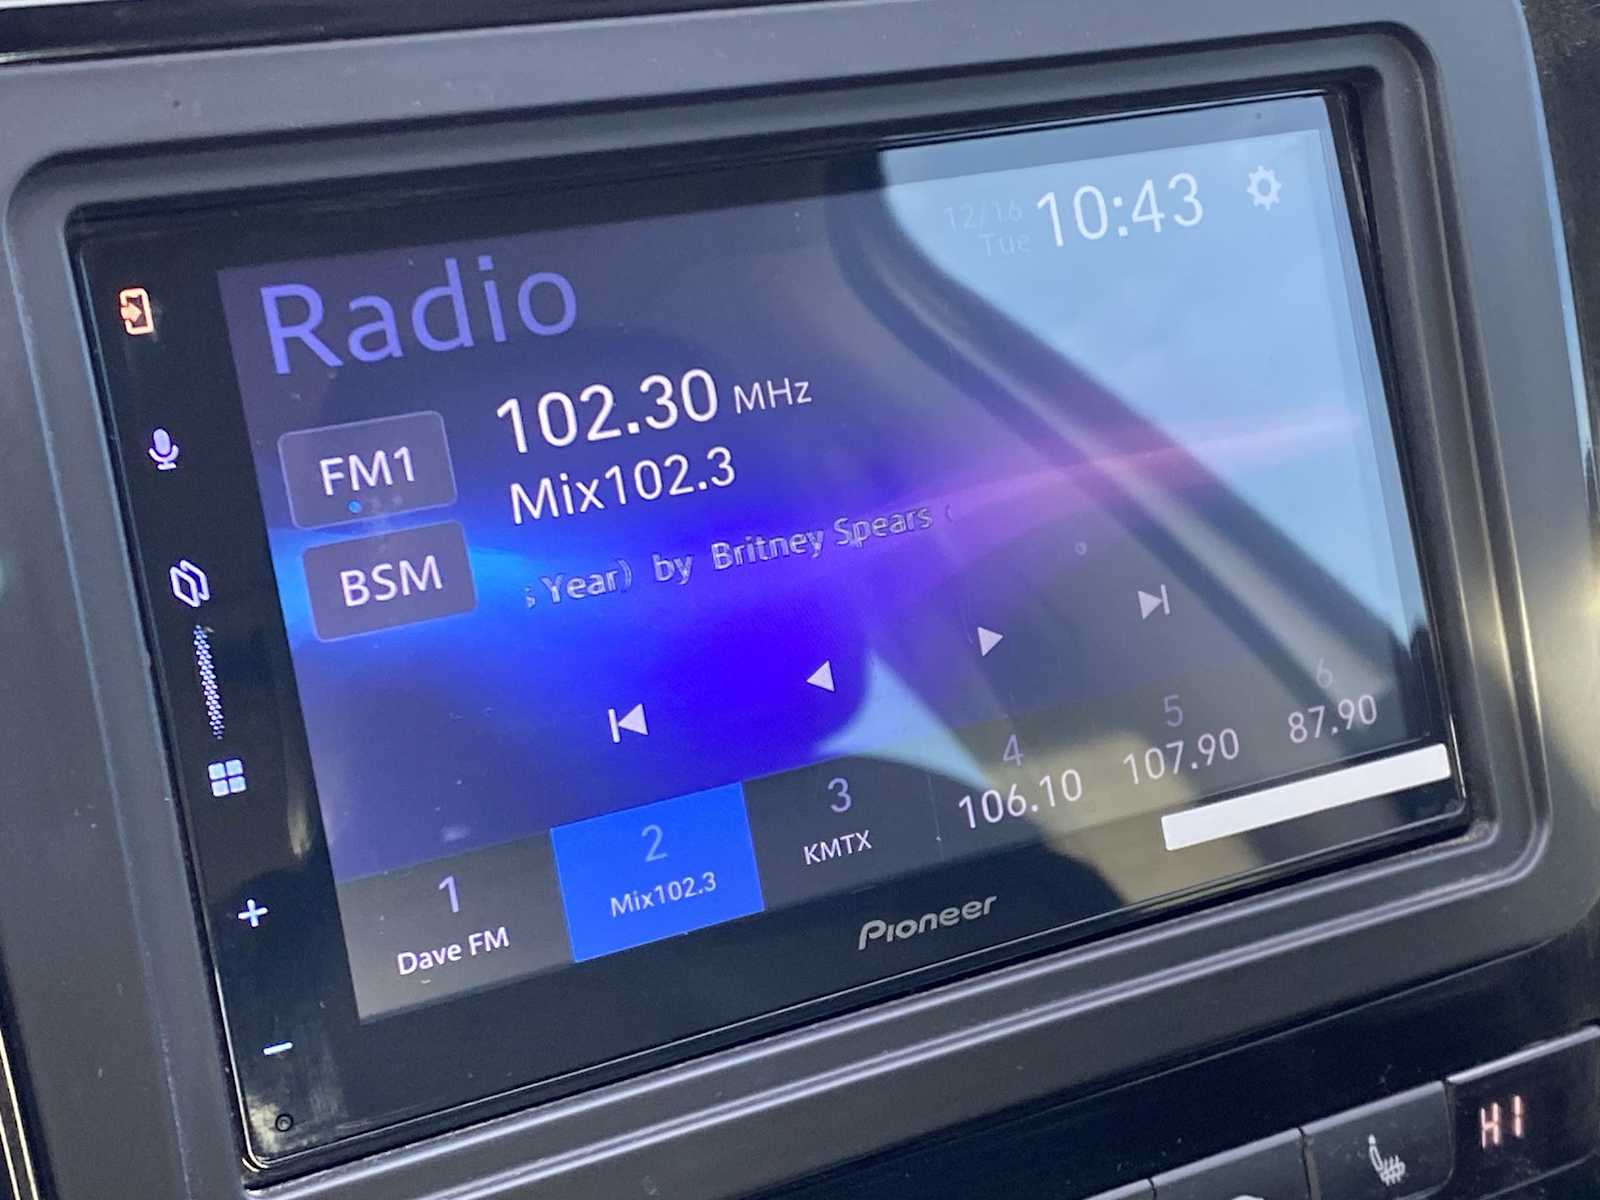 12/16
Tue
10:43
Radio
102.30 MHz
FM1
Mix102.3
BSM
s Year) by Britney Spears (
1
Dave FM
2
Mix102.3
3
KMTX
4
106.10
5
107.90
6
87.90
Pioneer
HI